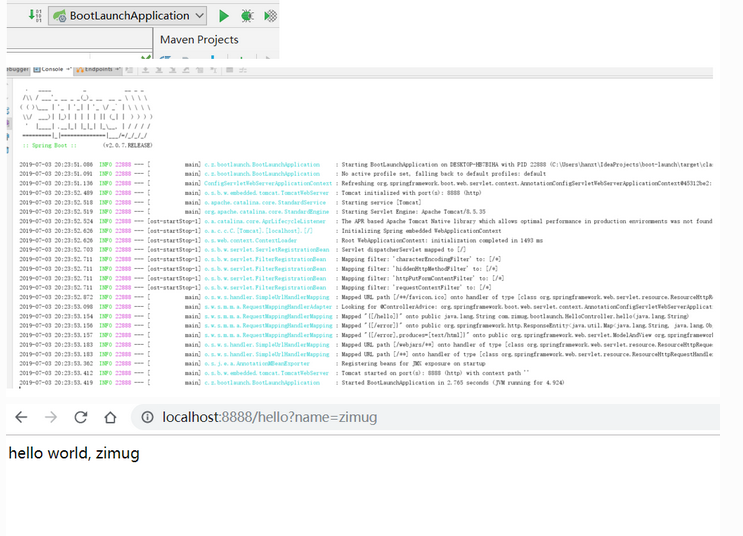 BootLaunchApplication
Maven Projects
Debugger Console Endpoints
:: Spring Boot :: (v2.0.7.RELEASE)
2019-07-03 20:23:51.086 INFO 22888 --- [ main] c.z.bootlaunch.BootLaunchApplication : Starting BootLaunchApplication on with PID 22888 (C:\Users\hanxt\IdeaProjects\boot-launch\target\clas
2019-07-03 20:23:51.091 INFO 22888 --- [ main] c.z.bootlaunch.BootLaunchApplication : No active profile set, falling back to default profiles: default
2019-07-03 20:23:51.136 INFO 22888 --- [ main] ConfigServletWebServerApplicationContext : Refreshing org.springframework.boot.web.servlet.context.AnnotationConfigServletWebServerApplicationContext@45312be2:
2019-07-03 20:23:52.489 INFO 22888 --- [ main] o.s.b.w.embedded.tomcat.TomcatWebServer : Tomcat initialized with port(s): 8888 (http)
2019-07-03 20:23:52.518 INFO 22888 --- [ main] o.apache.catalina.core.StandardService : Starting service [Tomcat]
2019-07-03 20:23:52.519 INFO 22888 --- [ main] org.apache.catalina.core.StandardEngine : Starting Servlet Engine: Apache Tomcat/8.5.35
2019-07-03 20:23:52.524 INFO 22888 --- [ost-startStop-1] o.a.catalina.core.AprLifecycleListener : The APR based Apache Tomcat Native library which allows optimal performance in production environments was not found
2019-07-03 20:23:52.626 INFO 22888 --- [ost-startStop-1] o.a.c.c.C.[Tomcat].[localhost].[/] : Initializing Spring embedded WebApplicationContext
2019-07-03 20:23:52.626 INFO 22888 --- [ost-startStop-1] o.s.web.context.ContextLoader : Root WebApplicationContext: initialization completed in 1493 ms
2019-07-03 20:23:52.703 INFO 22888 --- [ost-startStop-1] o.s.b.w.servlet.ServletRegistrationBean : Servlet dispatcherServlet mapped to [/]
2019-07-03 20:23:52.711 INFO 22888 --- [ost-startStop-1] o.s.b.w.servlet.FilterRegistrationBean : Mapping filter: 'characterEncodingFilter' to: [/*]
2019-07-03 20:23:52.711 INFO 22888 --- [ost-startStop-1] o.s.b.w.servlet.FilterRegistrationBean : Mapping filter: 'hiddenHttpMethodFilter' to: [/*]
2019-07-03 20:23:52.711 INFO 22888 --- [ost-startStop-1] o.s.b.w.servlet.FilterRegistrationBean : Mapping filter: 'httpPutFormContentFilter' to: [/*]
2019-07-03 20:23:52.711 INFO 22888 --- [ost-startStop-1] o.s.b.w.servlet.FilterRegistrationBean : Mapping filter: 'requestContextFilter' to: [/*]
2019-07-03 20:23:52.872 INFO 22888 --- [ main] o.s.w.s.handler.SimpleUrlHandlerMapping : Mapped URL path [/**/favicon.ico] onto handler of type [class org.springframework.web.servlet.resource.ResourceHttpR
2019-07-03 20:23:53.098 INFO 22888 --- [ main] s.w.s.m.m.a.RequestMappingHandlerAdapter : Looking for @ControllerAdvice: org.springframework.boot.web.servlet.context.AnnotationConfigServletWebServerApplicat
2019-07-03 20:23:53.154 INFO 22888 --- [ main] s.w.s.m.m.a.RequestMappingHandlerMapping : Mapped "{[/hello]}" onto public java.lang.String com.zimug.bootlaunch.HelloController.hello(java.lang.String)
2019-07-03 20:23:53.156 INFO 22888 --- [ main] s.w.s.m.m.a.RequestMappingHandlerMapping : Mapped "{[/error]}" onto public org.springframework.http.ResponseEntity<java.util.Map<java.lang.String, java.lang.Ob
2019-07-03 20:23:53.157 INFO 22888 --- [ main] s.w.s.m.m.a.RequestMappingHandlerMapping : Mapped "{[/error],produces=[text/html]}" onto public org.springframework.web.servlet.ModelAndView org.springframewor
2019-07-03 20:23:53.183 INFO 22888 --- [ main] o.s.w.s.handler.SimpleUrlHandlerMapping : Mapped URL path [/webjars/**] onto handler of type [class org.springframework.web.servlet.resource.ResourceHttpReque
2019-07-03 20:23:53.183 INFO 22888 --- [ main] o.s.w.s.handler.SimpleUrlHandlerMapping : Mapped URL path [/**] onto handler of type [class org.springframework.web.servlet.resource.ResourceHttpRequestHandle
2019-07-03 20:23:53.362 INFO 22888 --- [ main] o.s.j.e.a.AnnotationMBeanExporter : Registering beans for JMX exposure on startup
2019-07-03 20:23:53.412 INFO 22888 --- [ main] o.s.b.w.embedded.tomcat.TomcatWebServer : Tomcat started on port(s): 8888 (http) with context path ''
2019-07-03 20:23:53.419 INFO 22888 --- [ main] c.z.bootlaunch.BootLaunchApplication : Started BootLaunchApplication in 2.765 seconds (JVM running for 4.924)
localhost:8888/hello?name=zimug
hello world, zimug